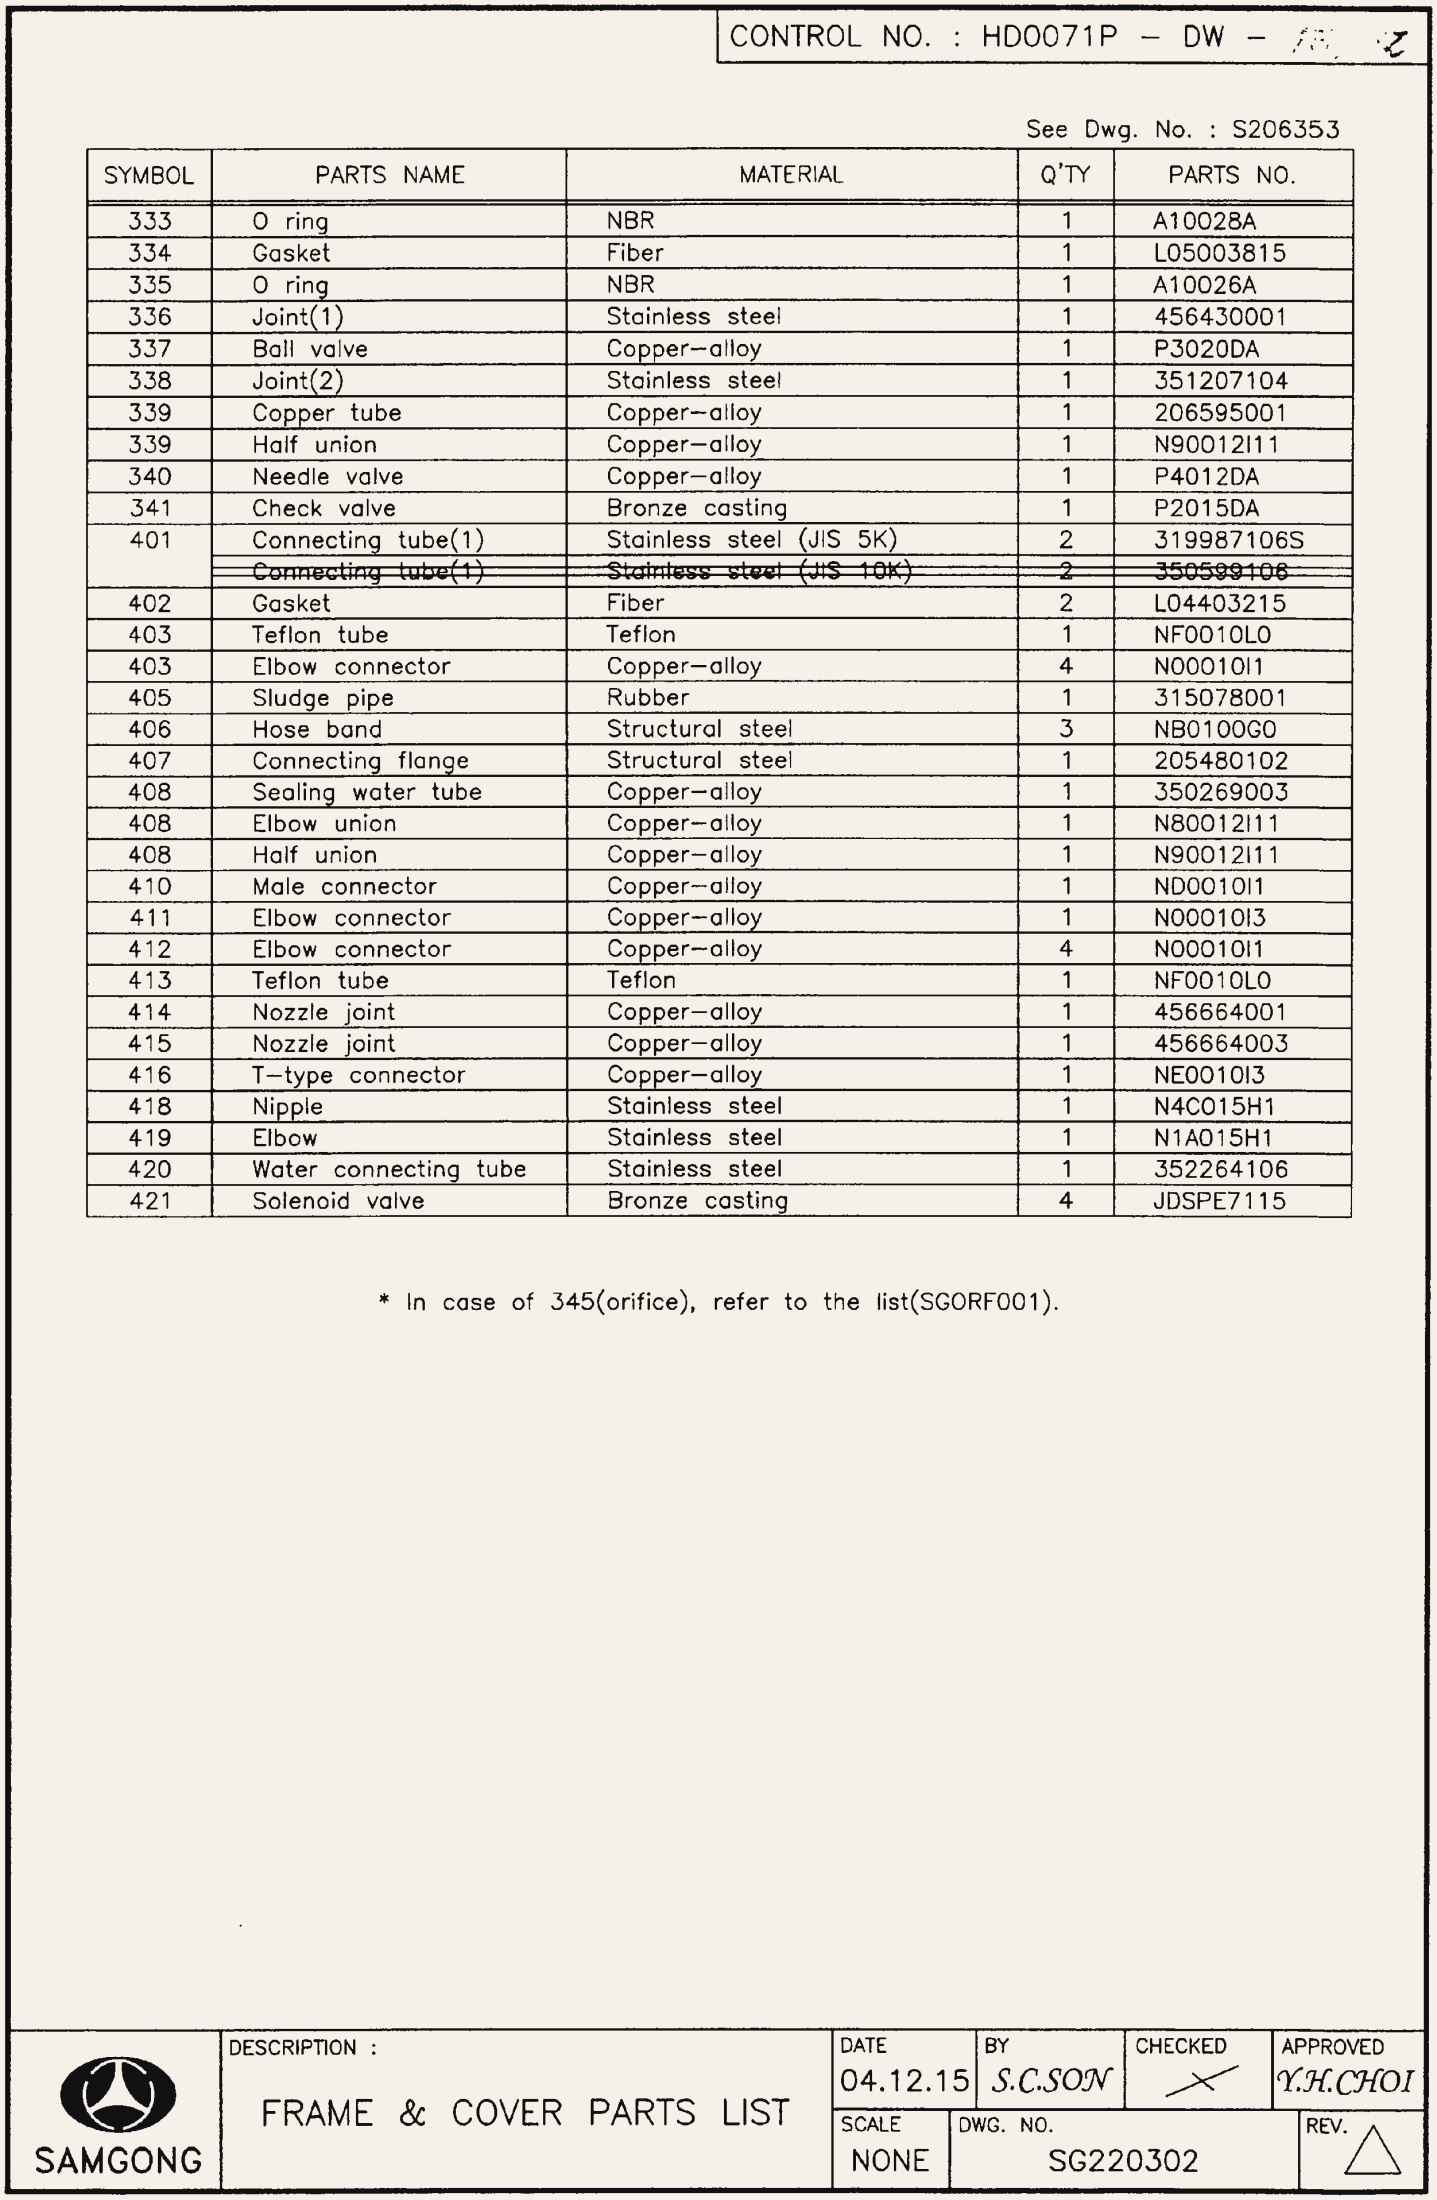 CONTROL NO. : HD0071P - DW -
See Dwg. No. : S206353
SYMBOL PARTS NAME MATERIAL Q'TY PARTS NO.
333 O ring NBR 1 A10028A
334 Gasket Fiber 1 L05003815
335 O ring NBR 1 A10026A
336 Joint(1) Stainless steel 1 456430001
337 Ball valve Copper-alloy 1 P3020DA
338 Joint(2) Stainless steel 1 351207104
339 Copper tube Copper-alloy 1 206595001
339 Half union Copper-alloy 1 N90012I11
340 Needle valve Copper-alloy 1 P4012DA
341 Check valve Bronze casting 1 P2015DA
401 Connecting tube(1) Stainless steel (JIS 5K) 2 319987106S
Connecting tube(1) Stainless steel (JIS 10K) 2 350599106
402 Gasket Fiber 2 L04403215
403 Teflon tube Teflon 1 NF0010L0
403 Elbow connector Copper-alloy 4 N00010I1
405 Sludge pipe Rubber 1 315078001
406 Hose band Structural steel 3 NB0100G0
407 Connecting flange Structural steel 1 205480102
408 Sealing water tube Copper-alloy 1 350269003
408 Elbow union Copper-alloy 1 N80012I11
408 Half union Copper-alloy 1 N90012I11
410 Male connector Copper-alloy 1 ND0010I1
411 Elbow connector Copper-alloy 1 N00010I3
412 Elbow connector Copper-alloy 4 N00010I1
413 Teflon tube Teflon 1 NF0010L0
414 Nozzle joint Copper-alloy 1 456664001
415 Nozzle joint Copper-alloy 1 456664003
416 T-type connector Copper-alloy 1 NE0010I3
418 Nipple Stainless steel 1 N4C015H1
419 Elbow Stainless steel 1 N1A015H1
420 Water connecting tube Stainless steel 1 352264106
421 Solenoid valve Bronze casting 4 JDSPE7115
* In case of 345(orifice), refer to the list(SGORF001).
SAMGONG
DESCRIPTION :
FRAME & COVER PARTS LIST
DATE BY CHECKED APPROVED
04.12.15 S.C.SON Y.H.CHOI
SCALE DWG. NO. REV.
NONE SG220302